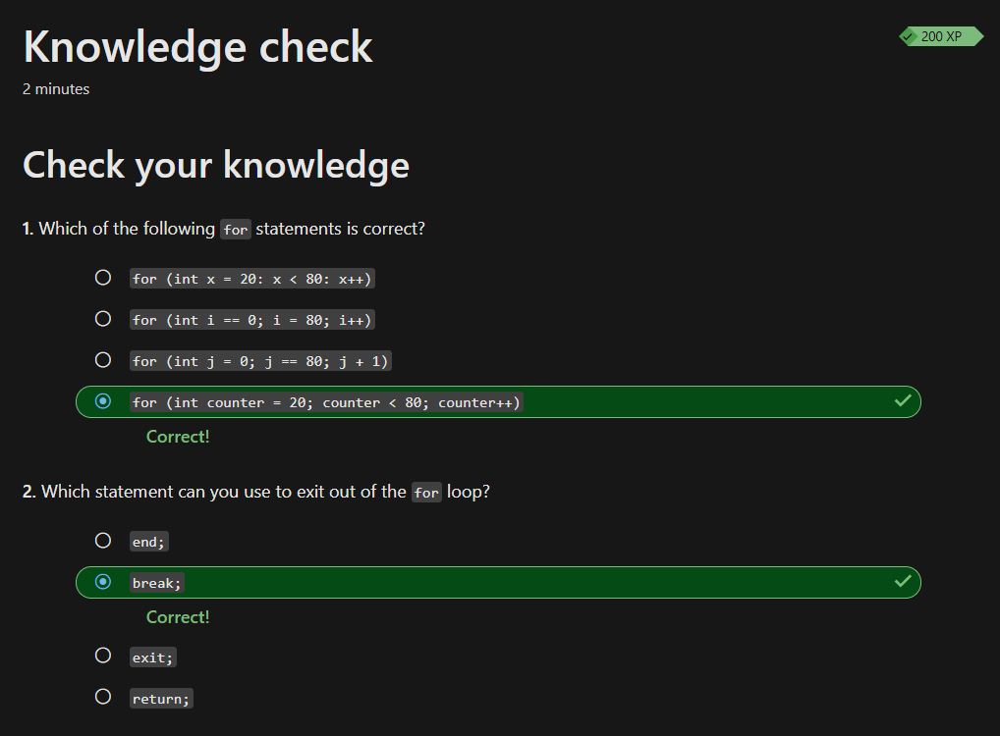 Knowledge check
200 XP
2 minutes
Check your knowledge
1. Which of the following for statements is correct?
for (int x = 20: x < 80: x++)
for (int i == 0; i = 80; i++)
for (int j = 0; j == 80; j + 1)
for (int counter = 20; counter < 80; counter++)
Correct!
2. Which statement can you use to exit out of the for loop?
end;
break;
Correct!
exit;
return;